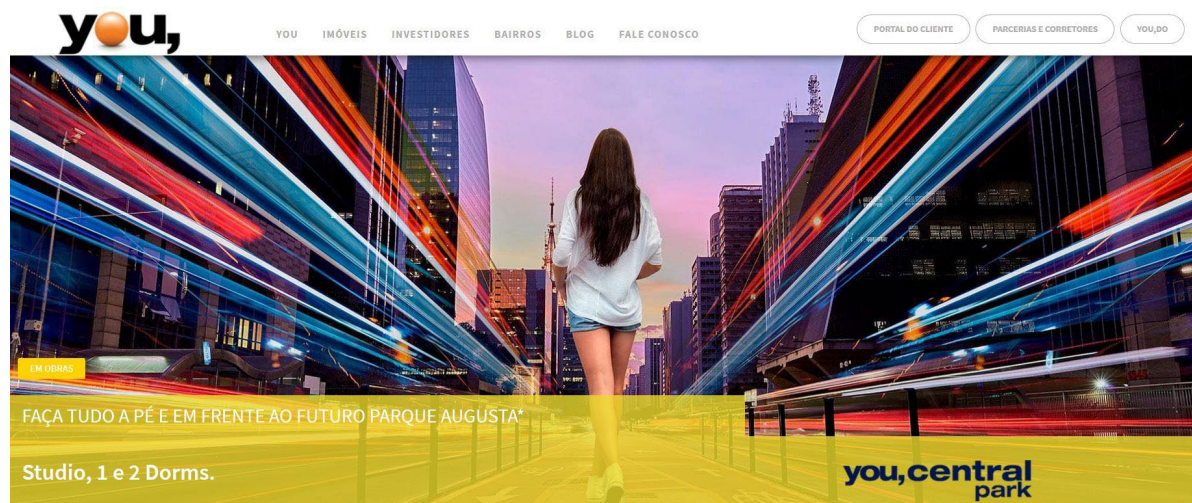 you,
YOU IMÓVEIS INVESTIDORES BAIRROS BLOG FALE CONOSCO
PORTAL DO CLIENTE PARCERIAS E CORRETORES YOU,DO
EM OBRAS
FAÇA TUDO A PÉ E EM FRENTE AO FUTURO PARQUE AUGUSTA*
Studio, 1 e 2 Dorms.
you,central
park